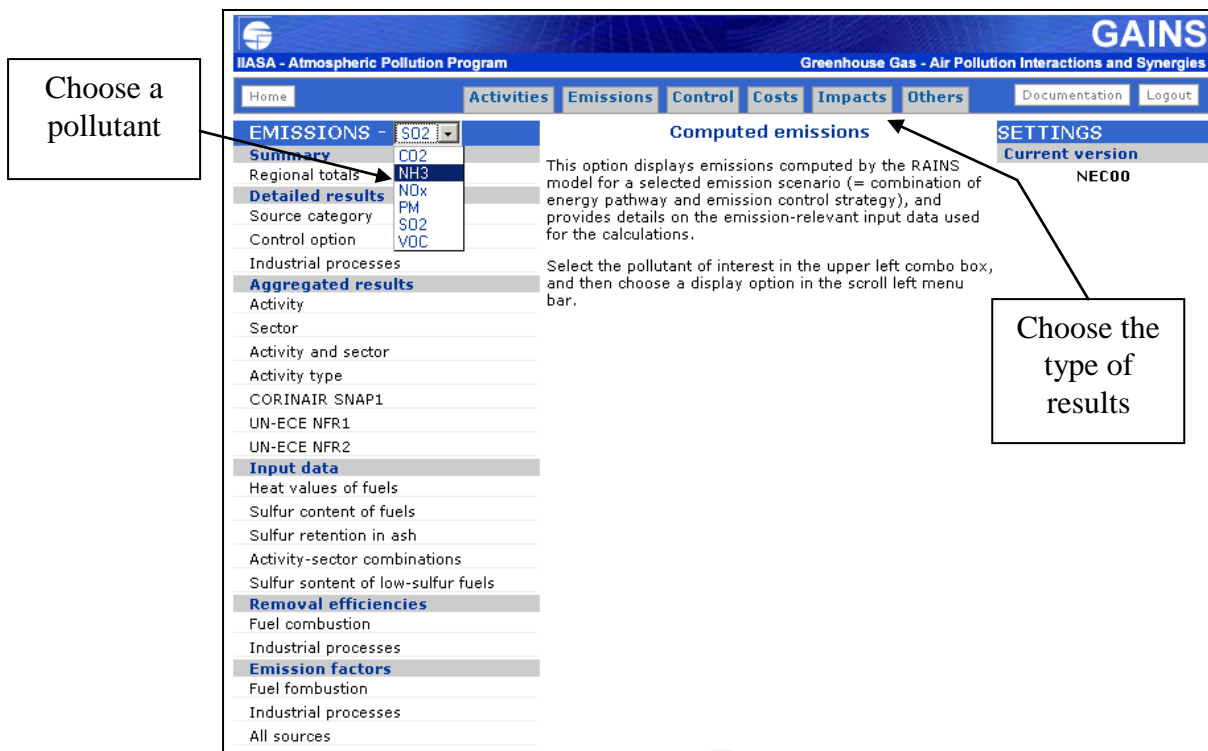 GAINS
IIASA - Atmospheric Pollution Program
Greenhouse Gas - Air Pollution Interactions and Synergies
Home
Activities
Emissions
Control
Costs
Impacts
Others
Documentation
Logout
Choose a
pollutant
EMISSIONS - SO2
CO2
NH3
NOx
PM
SO2
VOC
Summary
Regional totals
Detailed results
Source category
Control option
Industrial processes
Aggregated results
Activity
Sector
Activity and sector
Activity type
CORINAIR SNAP1
UN-ECE NFR1
UN-ECE NFR2
Input data
Heat values of fuels
Sulfur content of fuels
Sulfur retention in ash
Activity-sector combinations
Sulfur sontent of low-sulfur fuels
Removal efficiencies
Fuel combustion
Industrial processes
Emission factors
Fuel fombustion
Industrial processes
All sources
Computed emissions
This option displays emissions computed by the RAINS
model for a selected emission scenario (= combination of
energy pathway and emission control strategy), and
provides details on the emission-relevant input data used
for the calculations.
Select the pollutant of interest in the upper left combo box,
and then choose a display option in the scroll left menu
bar.
SETTINGS
Current version
NEC00
Choose the
type of
results